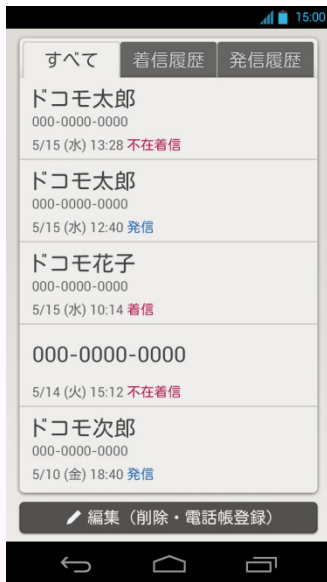 15:00
すべて 着信履歴 発信履歴
ドコモ太郎
000-0000-0000
5/15 (水) 13:28 不在着信
ドコモ太郎
000-0000-0000
5/15 (水) 12:40 発信
ドコモ花子
000-0000-0000
5/15 (水) 10:14 着信
000-0000-0000
5/14 (火) 15:12 不在着信
ドコモ次郎
000-0000-0000
5/10 (金) 18:40 発信
編集（削除・電話帳登録）